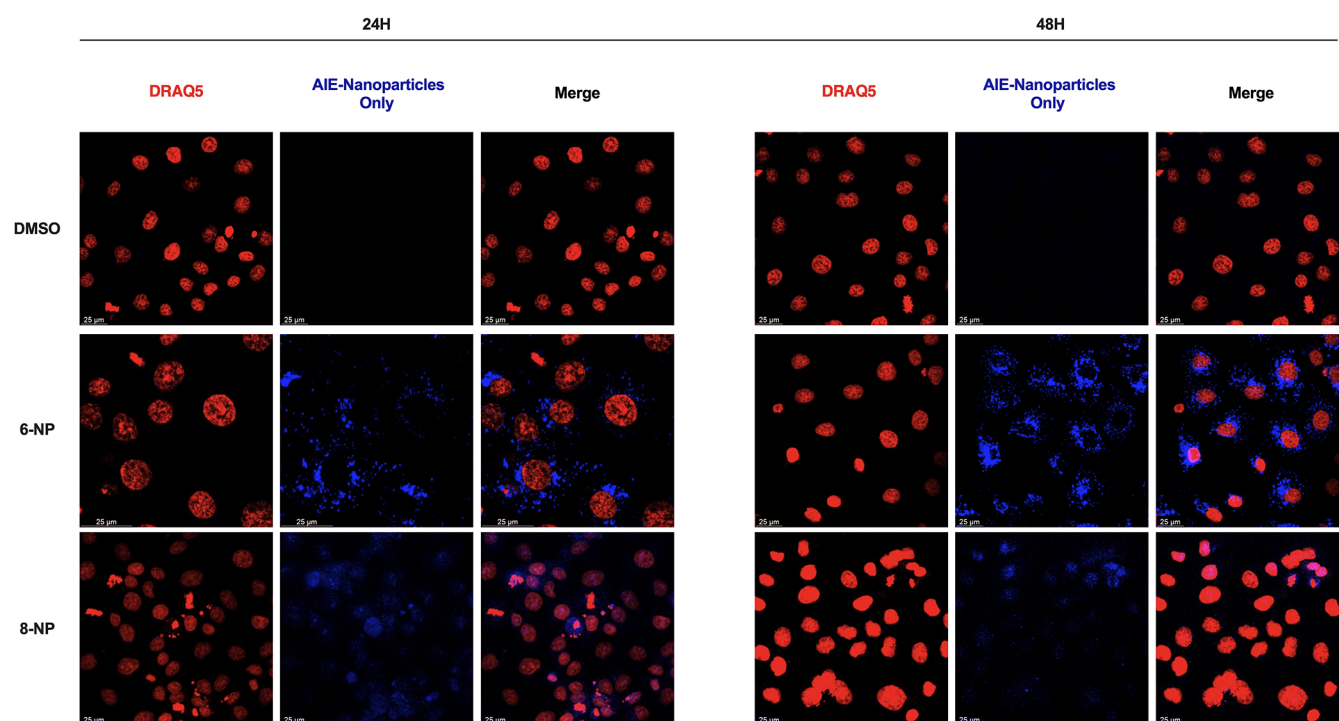 24H 48H
DRAQ5 AIE-Nanoparticles Only Merge DRAQ5 AIE-Nanoparticles Only Merge
DMSO
25 µm 25 µm 25 µm 25 µm 25 µm 25 µm
6-NP
25 µm 25 µm 25 µm 25 µm 25 µm 25 µm
8-NP
25 µm 25 µm 25 µm 25 µm 25 µm 25 µm